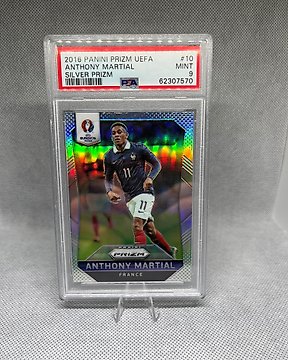 2016 PANINI PRIZM UEFA #10
ANTHONY MARTIAL MINT
SILVER PRIZM 9
PSA 62307570
11
11
PANINI
PRIZM
ANTHONY MARTIAL
FRANCE